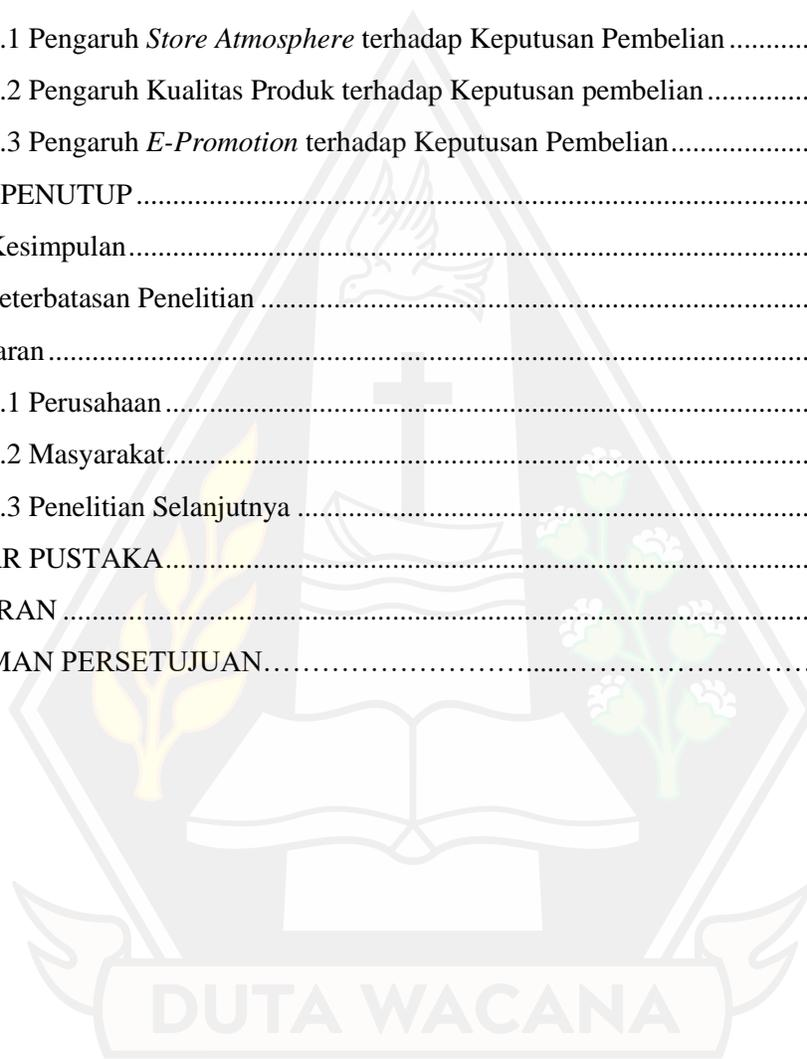 .1 Pengaruh Store Atmosphere terhadap Keputusan Pembelian ............
.2 Pengaruh Kualitas Produk terhadap Keputusan pembelian ...............
.3 Pengaruh E-Promotion terhadap Keputusan Pembelian....................
PENUTUP ..........................................................................................
Kesimpulan.........................................................................................
eterbatasan Penelitian ........................................................................
aran .....................................................................................................
.1 Perusahaan ......................................................................................
.2 Masyarakat......................................................................................
.3 Penelitian Selanjutnya .....................................................................
R PUSTAKA......................................................................................
RAN ....................................................................................................
MAN PERSETUJUAN……………………………......……………………………
DUTA WACANA